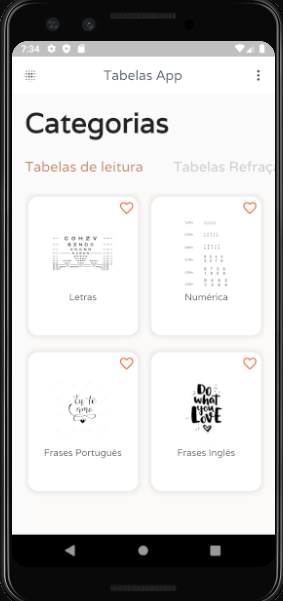 7:34
Tabelas App
Categorias
Tabelas de leitura Tabelas Refraça
C O H Z V
S Z N D C
Letras
Numérica
Eu te
amo
Do
what
you
Love
Frases Português
Frases Inglês